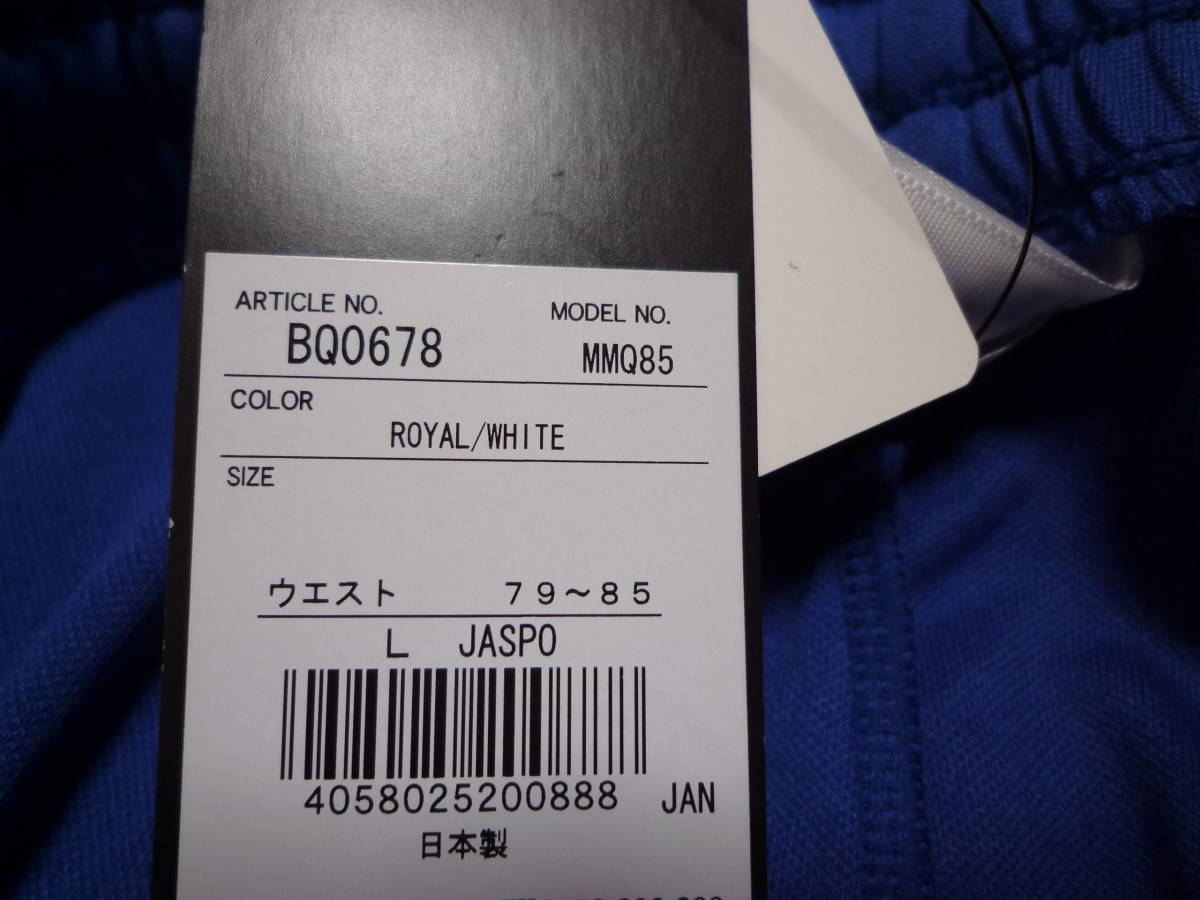 ARTICLE NO. MODEL NO.
BQ0678 MMQ85
COLOR
ROYAL/WHITE
SIZE
ウエスト 79～85
L JASPO
4058025200888 JAN
日本製